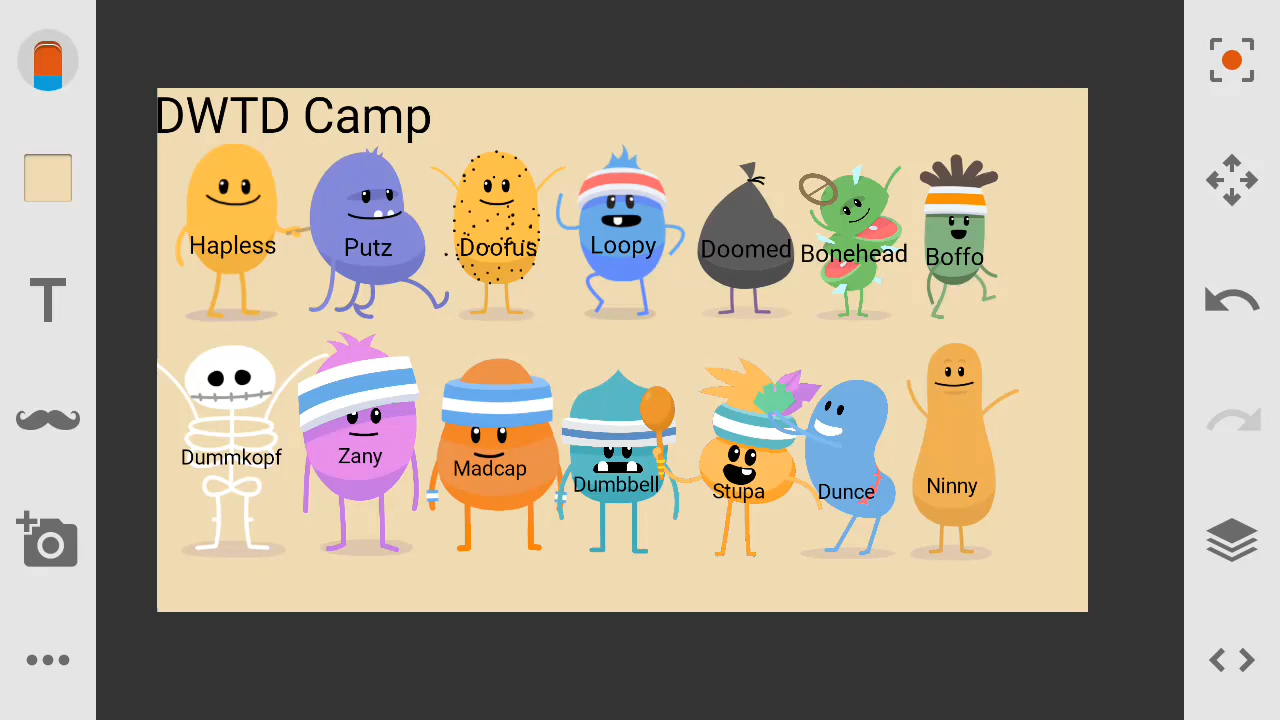 DWTD Camp
Hapless Putz Doofus Loopy Doomed Bonehead Boffo
Dummkopf Zany Madcap Dumbbell Stupa Dunce Ninny
T